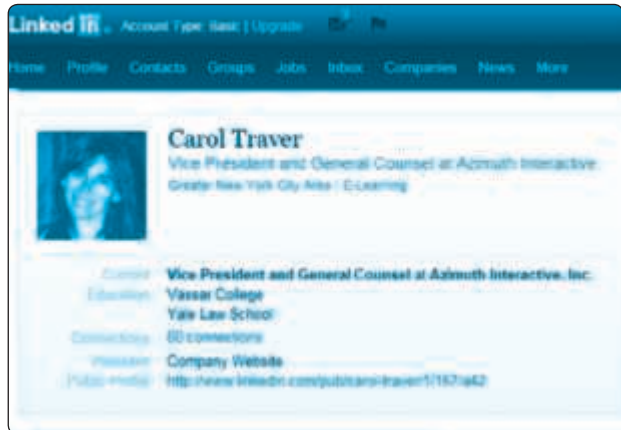 Linked in Account Type: Basic | Upgrade
Home Profile Contacts Groups Jobs Inbox Companies News More
Carol Traver
Vice President and General Counsel at Azimuth Interactive
Greater New York City Area | E-Learning
Current Vice President and General Counsel at Azimuth Interactive, Inc.
Education Vassar College
Yale Law School
Connections 60 connections
Websites Company Website
Public Profile